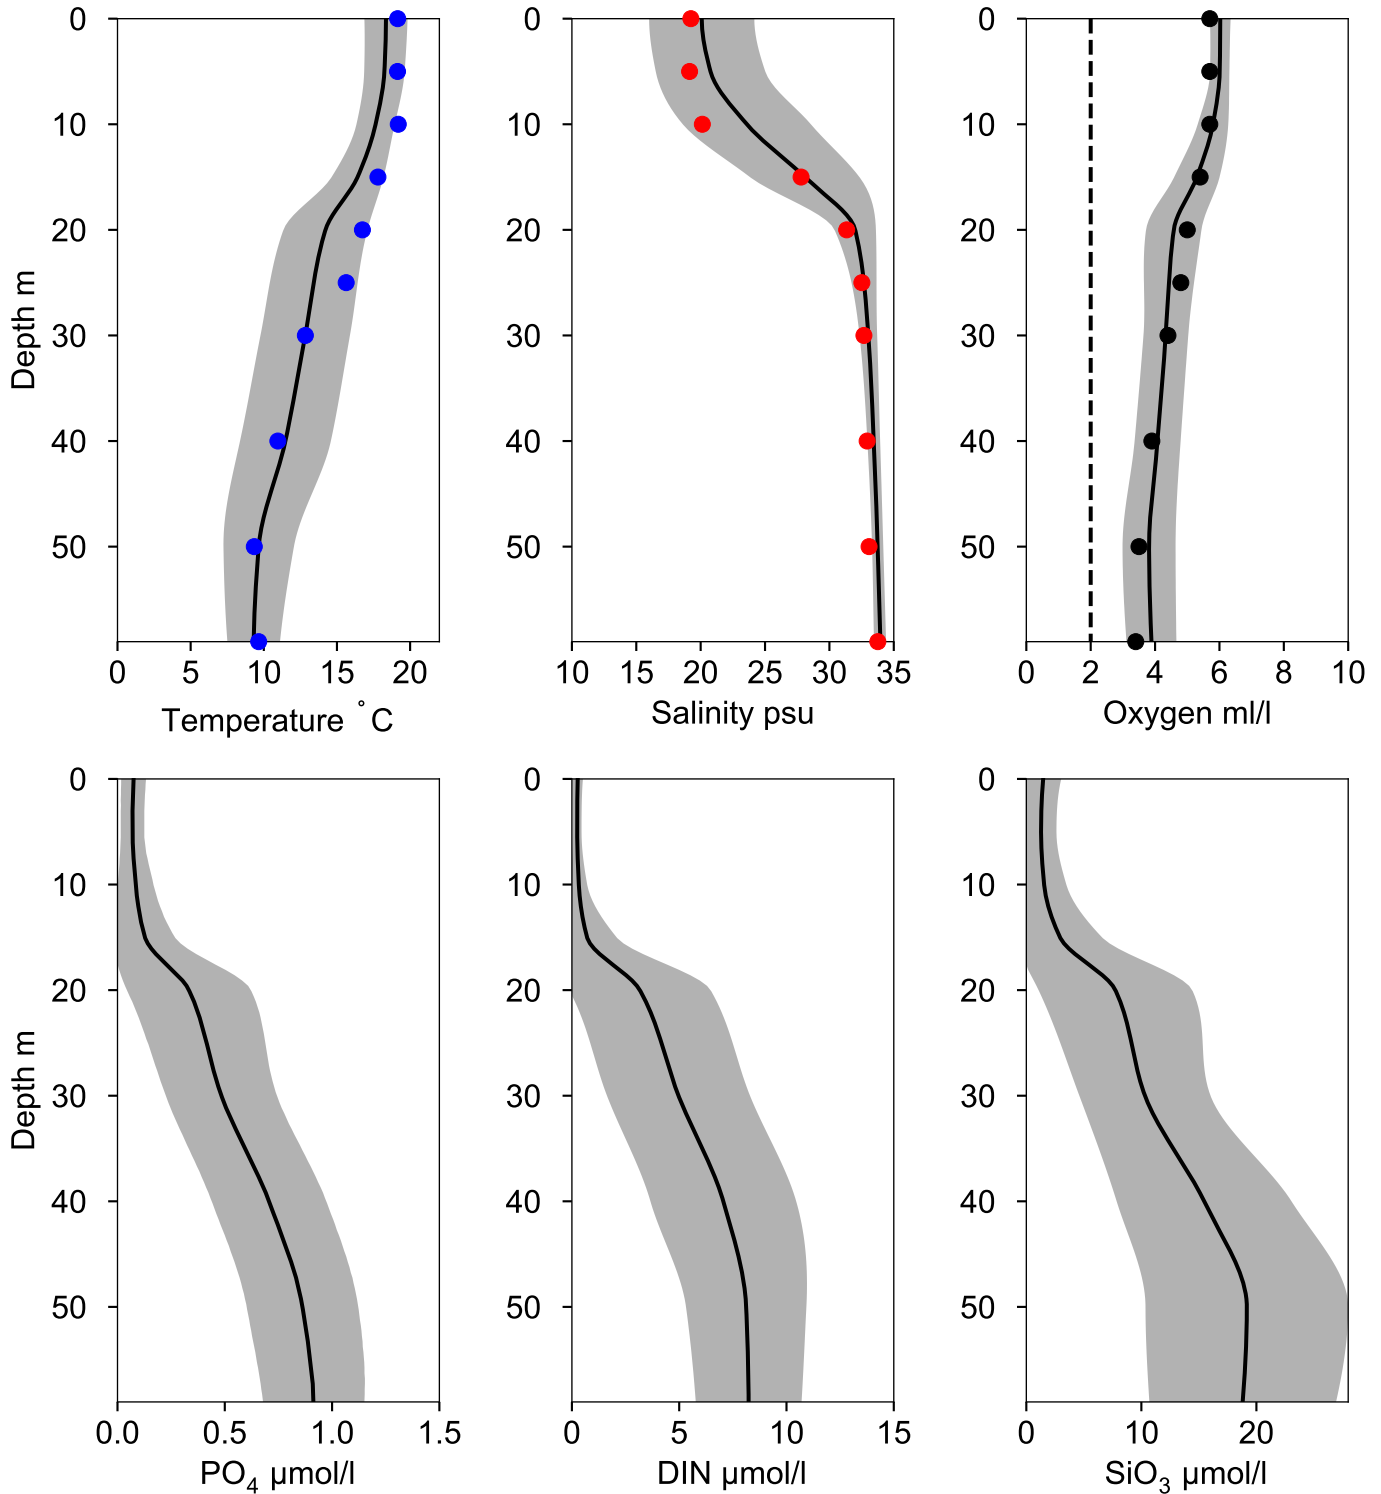 0
10
20
30
40
50
Depth m
0 5 10 15 20
Temperature °C
10 15 20 25 30 35
Salinity psu
0
10
20
30
40
50
0 2 4 6 8 10
Oxygen ml/l
0
10
20
30
40
50
Depth m
0.0 0.5 1.0 1.5
PO₄ µmol/l
0
10
20
30
40
50
0 5 10 15
DIN µmol/l
0
10
20
30
40
50
0 10 20
SiO₃ µmol/l
0
10
20
30
40
50